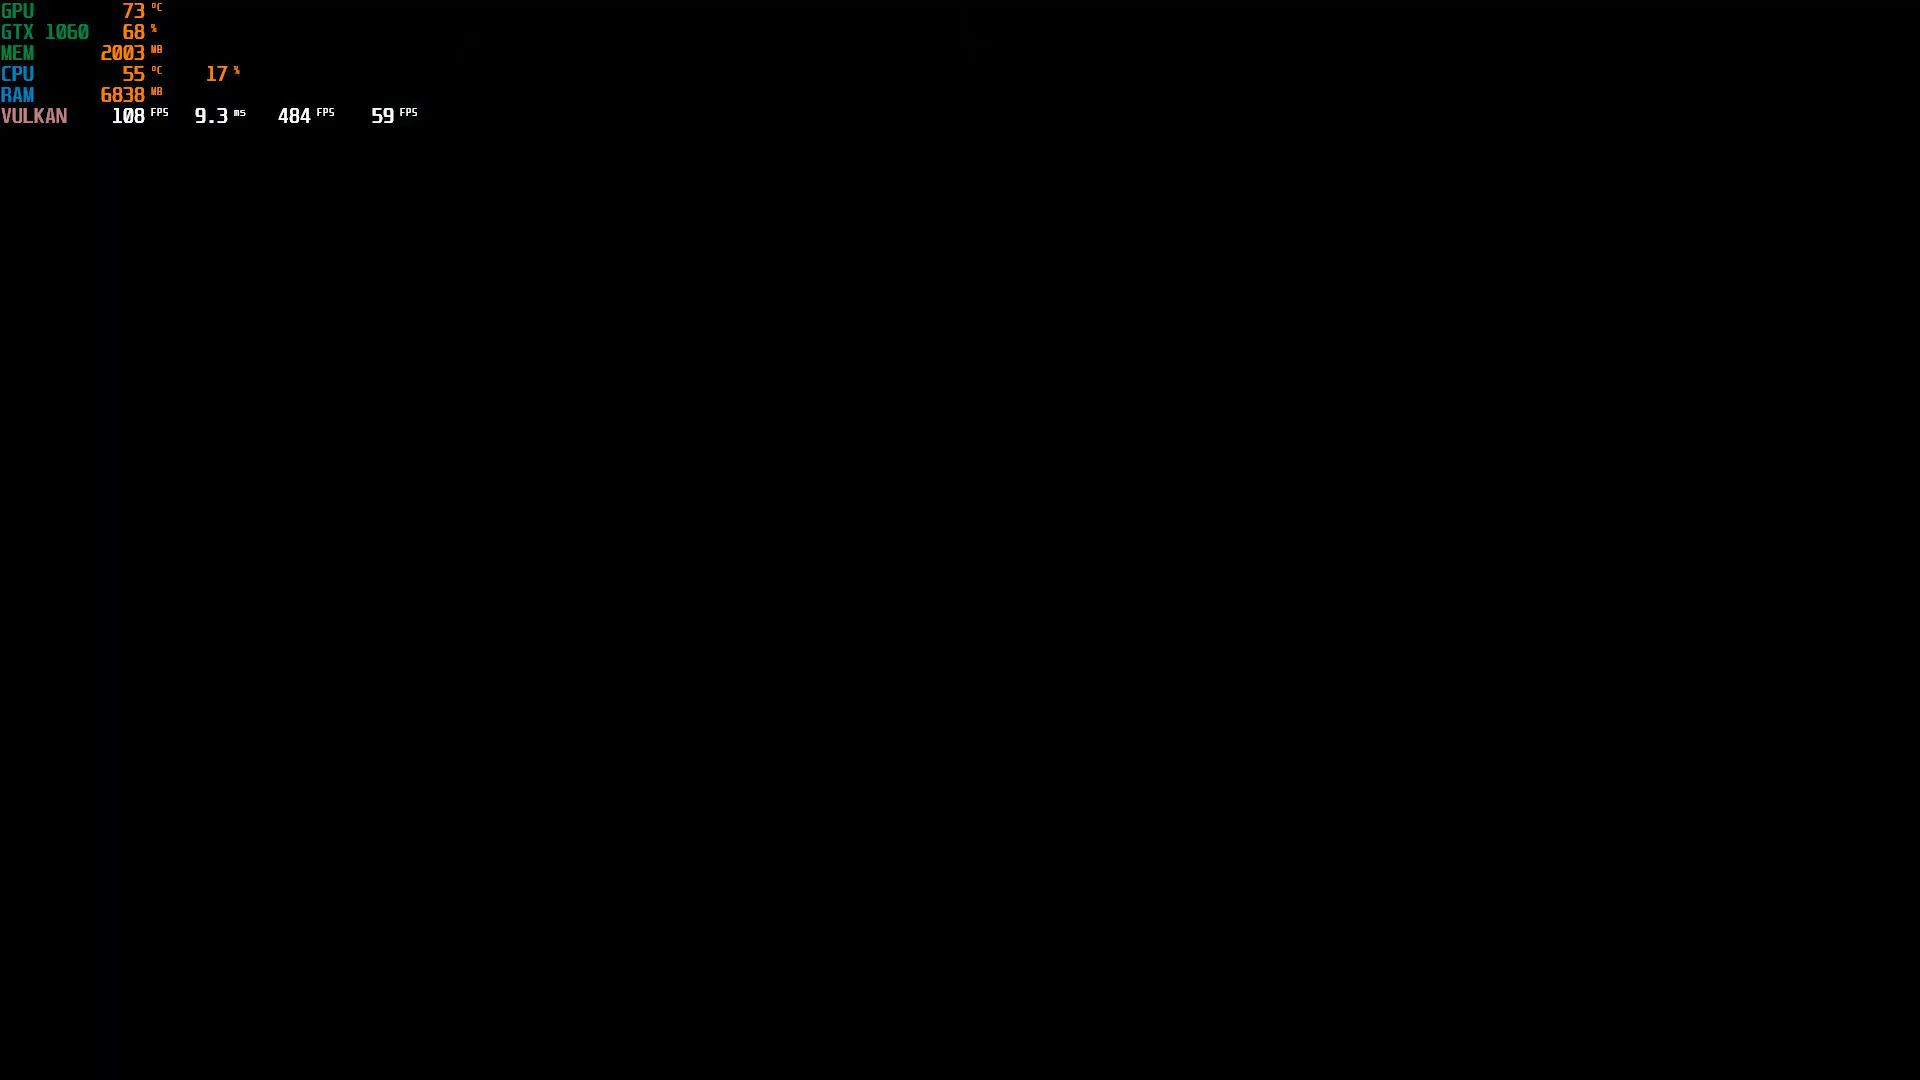 GPU 73 °C
GTX 1060 68 %
MEM 2003 MB
CPU 55 °C 17 %
RAM 6838 MB
VULKAN 108 FPS 9.3 ms 484 FPS 59 FPS